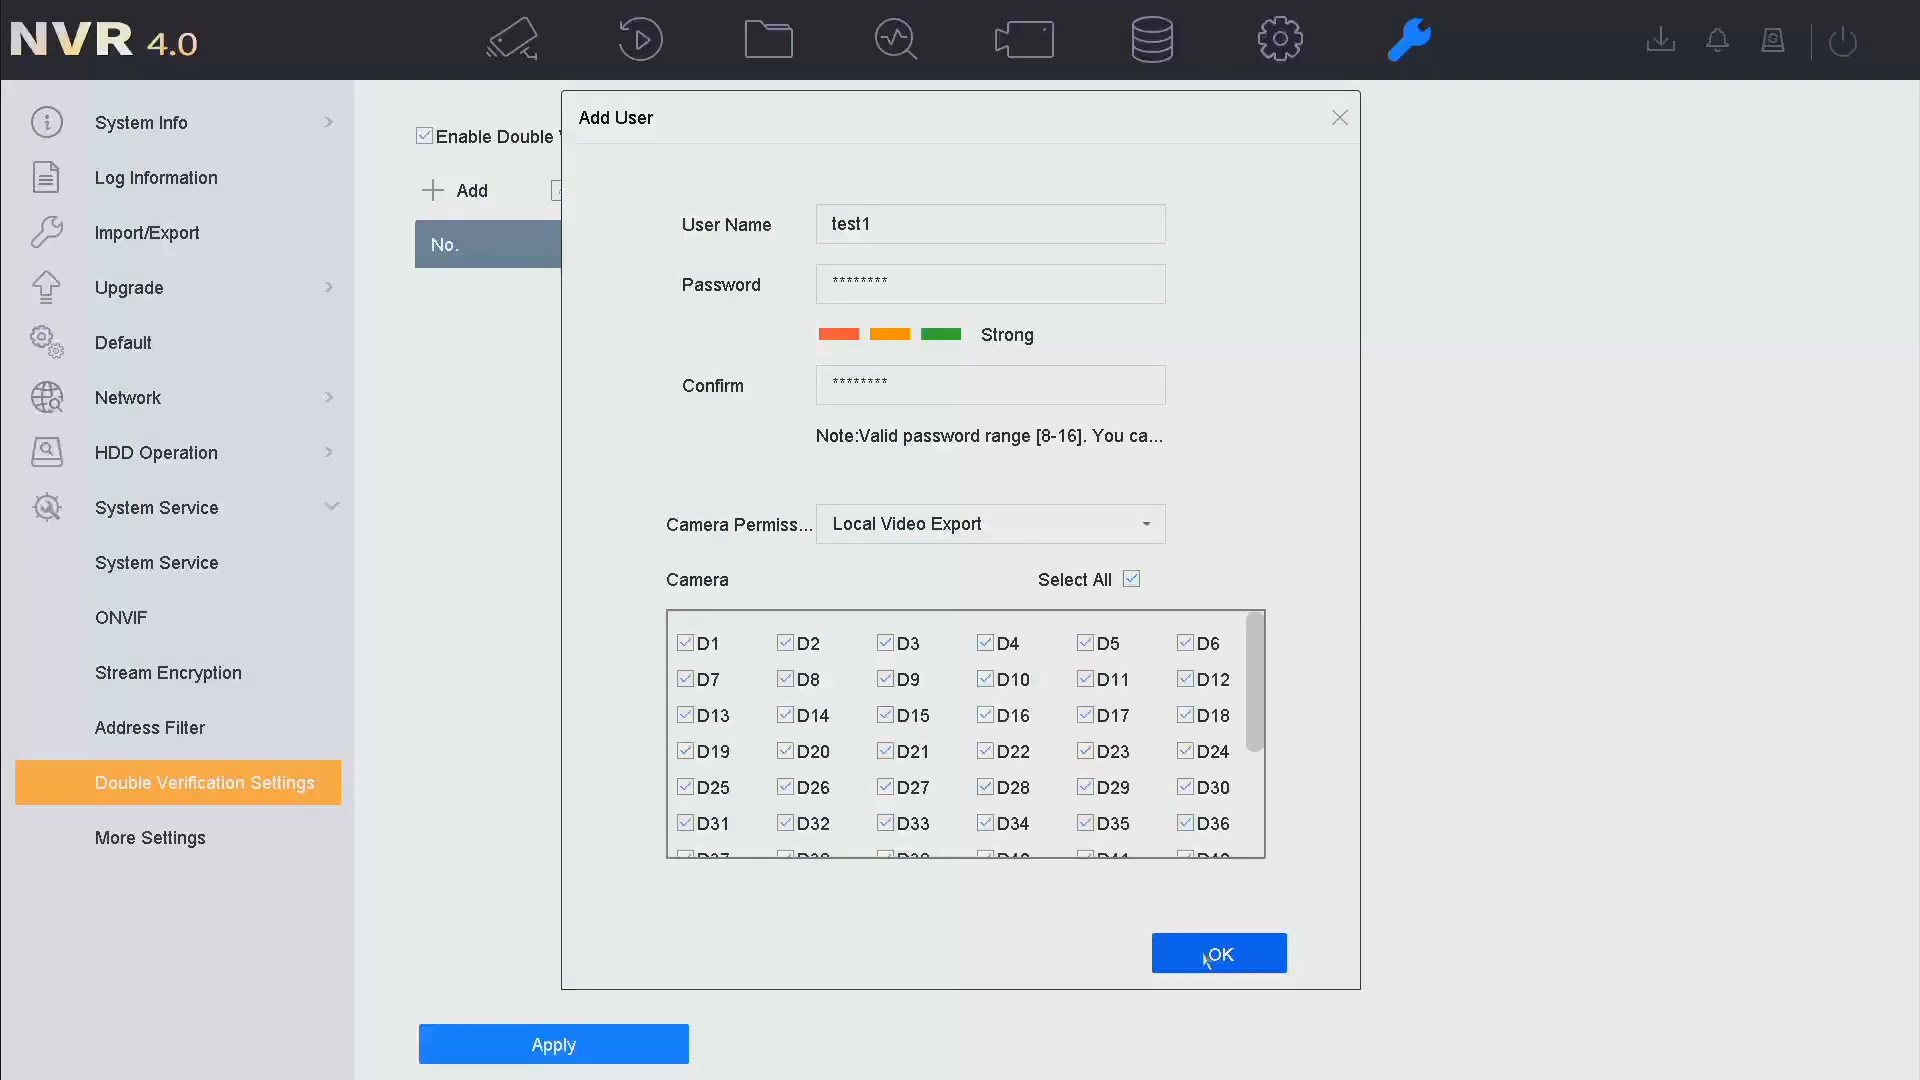 NVR 4.0
System Info
Log Information
Import/Export
Upgrade
Default
Network
HDD Operation
System Service
System Service
ONVIF
Stream Encryption
Address Filter
Double Verification Settings
More Settings
Enable Double
Add
No.
Apply
Add User
User Name test1
Password ********
Strong
Confirm ********
Note:Valid password range [8-16]. You ca...
Camera Permiss... Local Video Export
Camera Select All
D1 D2 D3 D4 D5 D6
D7 D8 D9 D10 D11 D12
D13 D14 D15 D16 D17 D18
D19 D20 D21 D22 D23 D24
D25 D26 D27 D28 D29 D30
D31 D32 D33 D34 D35 D36
OK